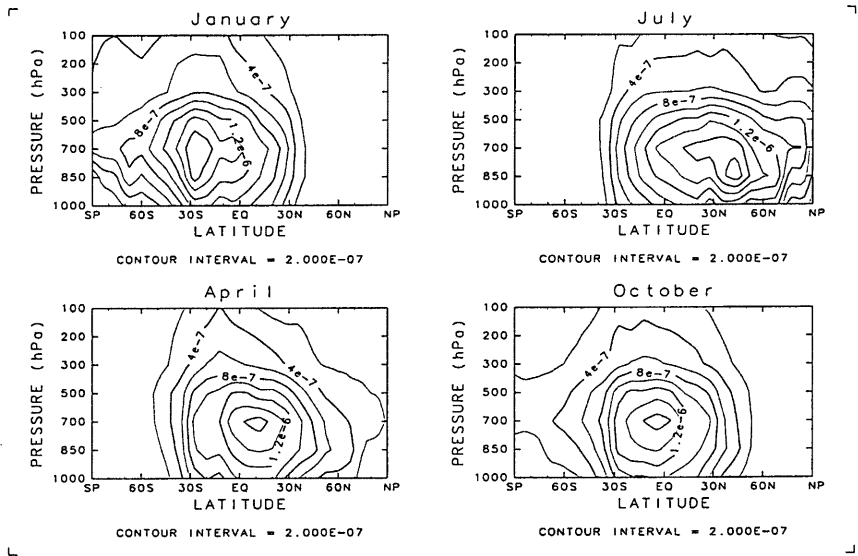 January
July
PRESSURE (hPa)
100
200
300
500
700
850
1000
4e-7
8e-7
1.2e-6
SP 60S 30S EQ 30N 60N NP
LATITUDE
CONTOUR INTERVAL = 2.000E-07
PRESSURE (hPa)
100
200
300
500
700
850
1000
4e-7
8e-7
1.2e-6
SP 60S 30S EQ 30N 60N NP
LATITUDE
CONTOUR INTERVAL = 2.000E-07
April
October
PRESSURE (hPa)
100
200
300
500
700
850
1000
4e-7
4e-7
8e-7
1.2e-6
SP 60S 30S EQ 30N 60N NP
LATITUDE
CONTOUR INTERVAL = 2.000E-07
PRESSURE (hPa)
100
200
300
500
700
850
1000
4e-7
8e-7
1.2e-6
SP 60S 30S EQ 30N 60N NP
LATITUDE
CONTOUR INTERVAL = 2.000E-07